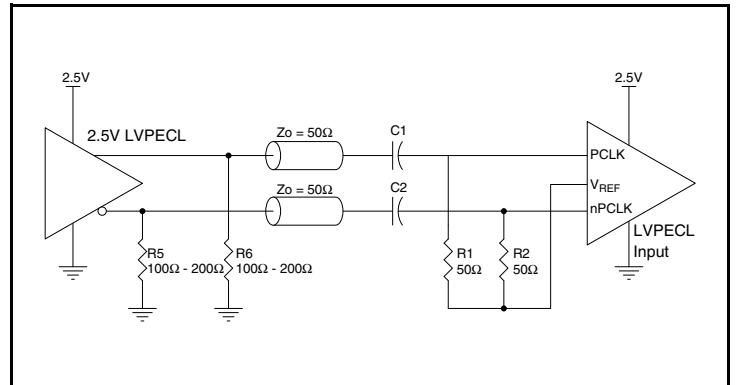 2.5V
2.5V
2.5V LVPECL
Zo = 50Ω
C1
PCLK
VREF
Zo = 50Ω
C2
nPCLK
LVPECL
Input
R5
100Ω - 200Ω
R6
100Ω - 200Ω
R1
50Ω
R2
50Ω